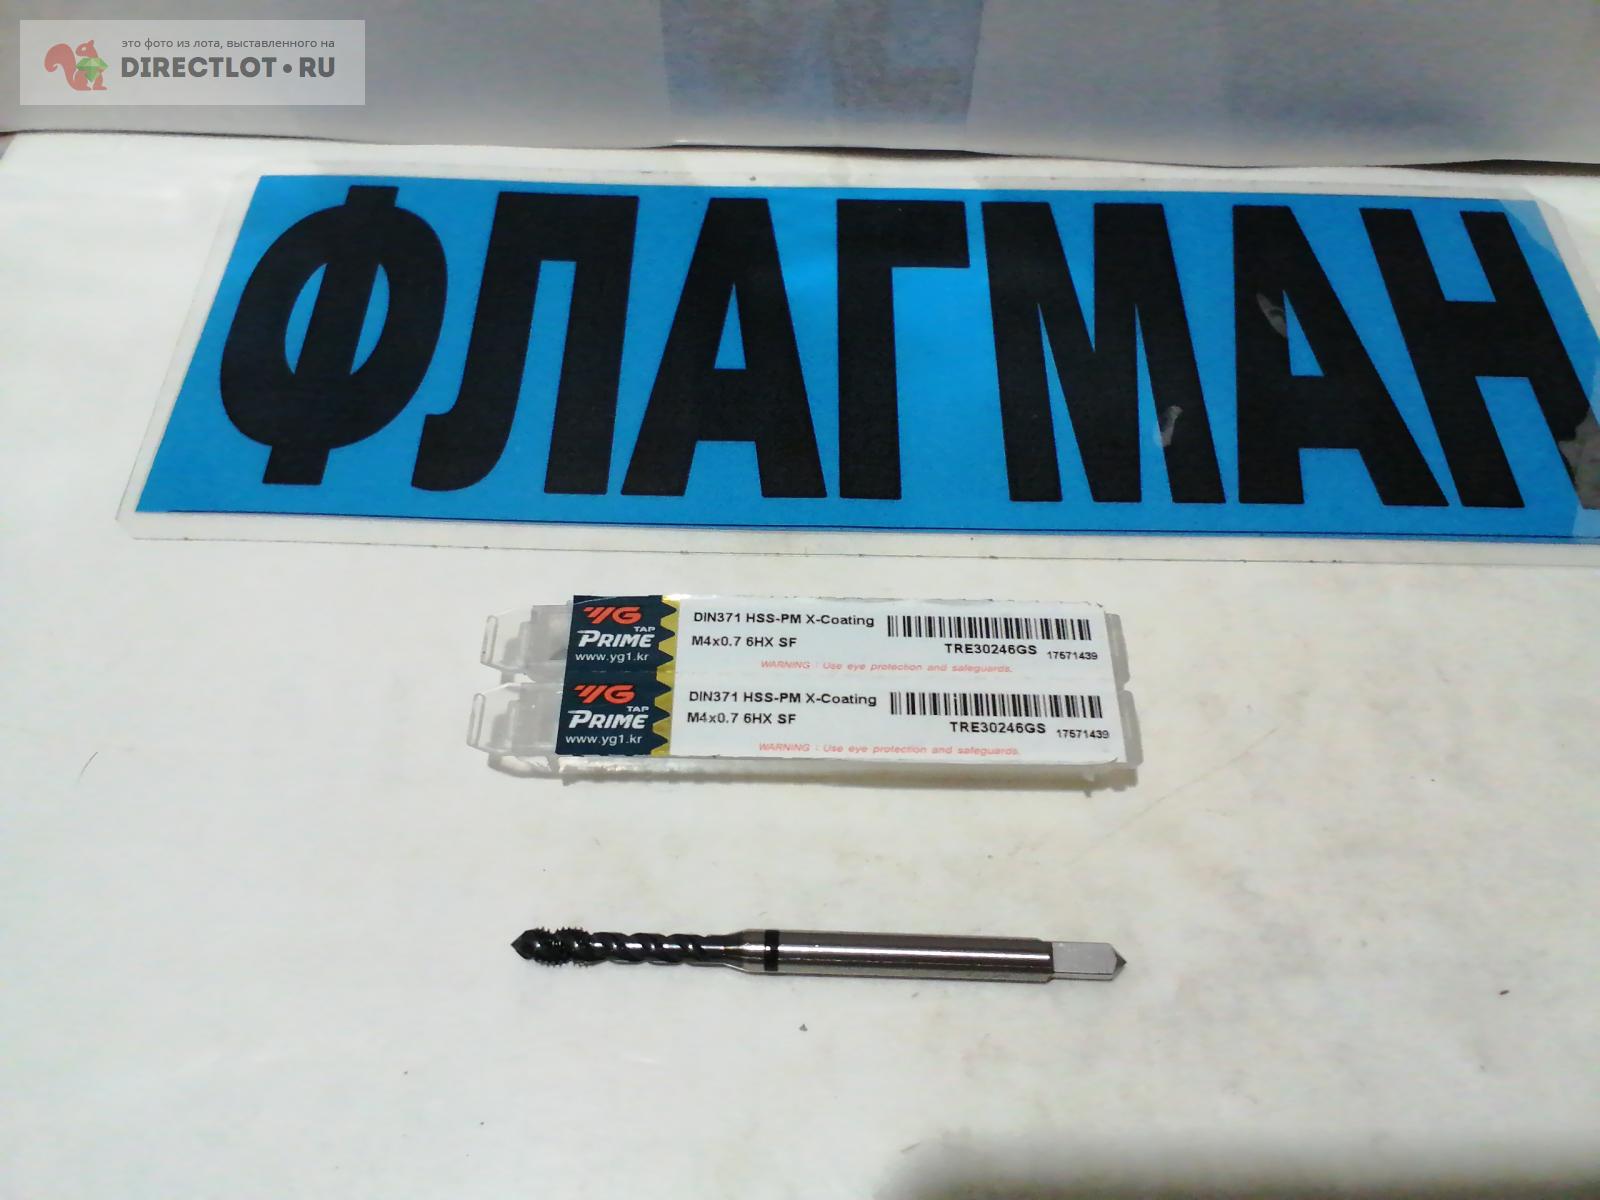 это фото из лота, выставленного на
DIRECTLOT•RU
ФЛАГМАН
YG
TAP
PRIME
www.yg1.kr
DIN371 HSS-PM X-Coating
M4x0.7 6HX SF
TRE30246GS 17571439
WARNING : Use eye protection and safeguards.
YG
TAP
PRIME
www.yg1.kr
DIN371 HSS-PM X-Coating
M4x0.7 6HX SF
TRE30246GS 17571439
WARNING : Use eye protection and safeguards.